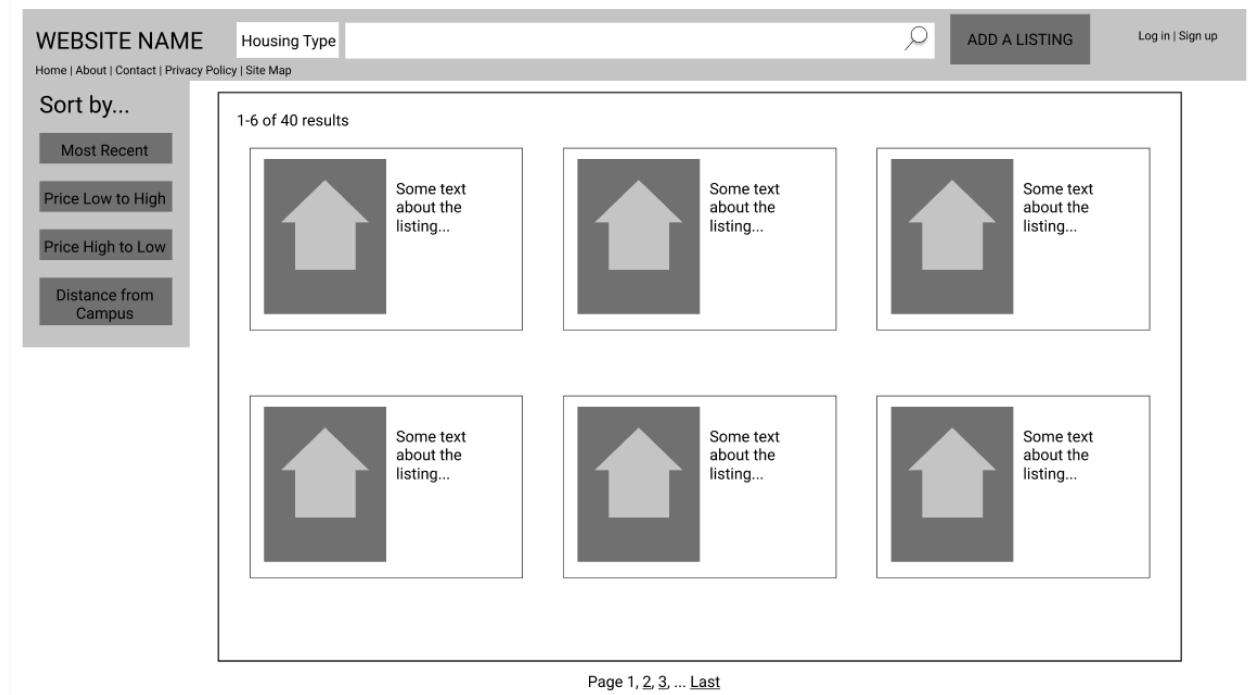 WEBSITE NAME
Housing Type
ADD A LISTING
Log in | Sign up
Home | About | Contact | Privacy Policy | Site Map
Sort by...
Most Recent
Price Low to High
Price High to Low
Distance from
Campus
1-6 of 40 results
Some text
about the
listing...
Some text
about the
listing...
Some text
about the
listing...
Some text
about the
listing...
Some text
about the
listing...
Some text
about the
listing...
Page 1, 2, 3, ... Last